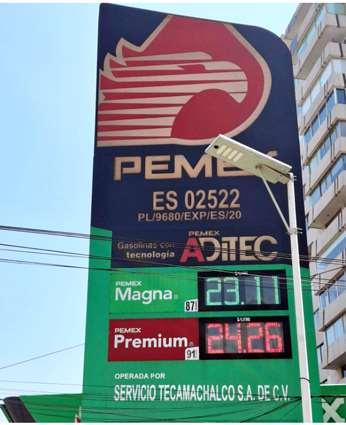 PEMEX
ES 02522
PL/9680/EXP/ES/20
Gasolinas con tecnología
PEMEX
ADITEC
PEMEX
Magna
87
23.11
PEMEX
Premium
91
24.26
OPERADA POR
SERVICIO TECAMACHALCO S.A. DE C.V.